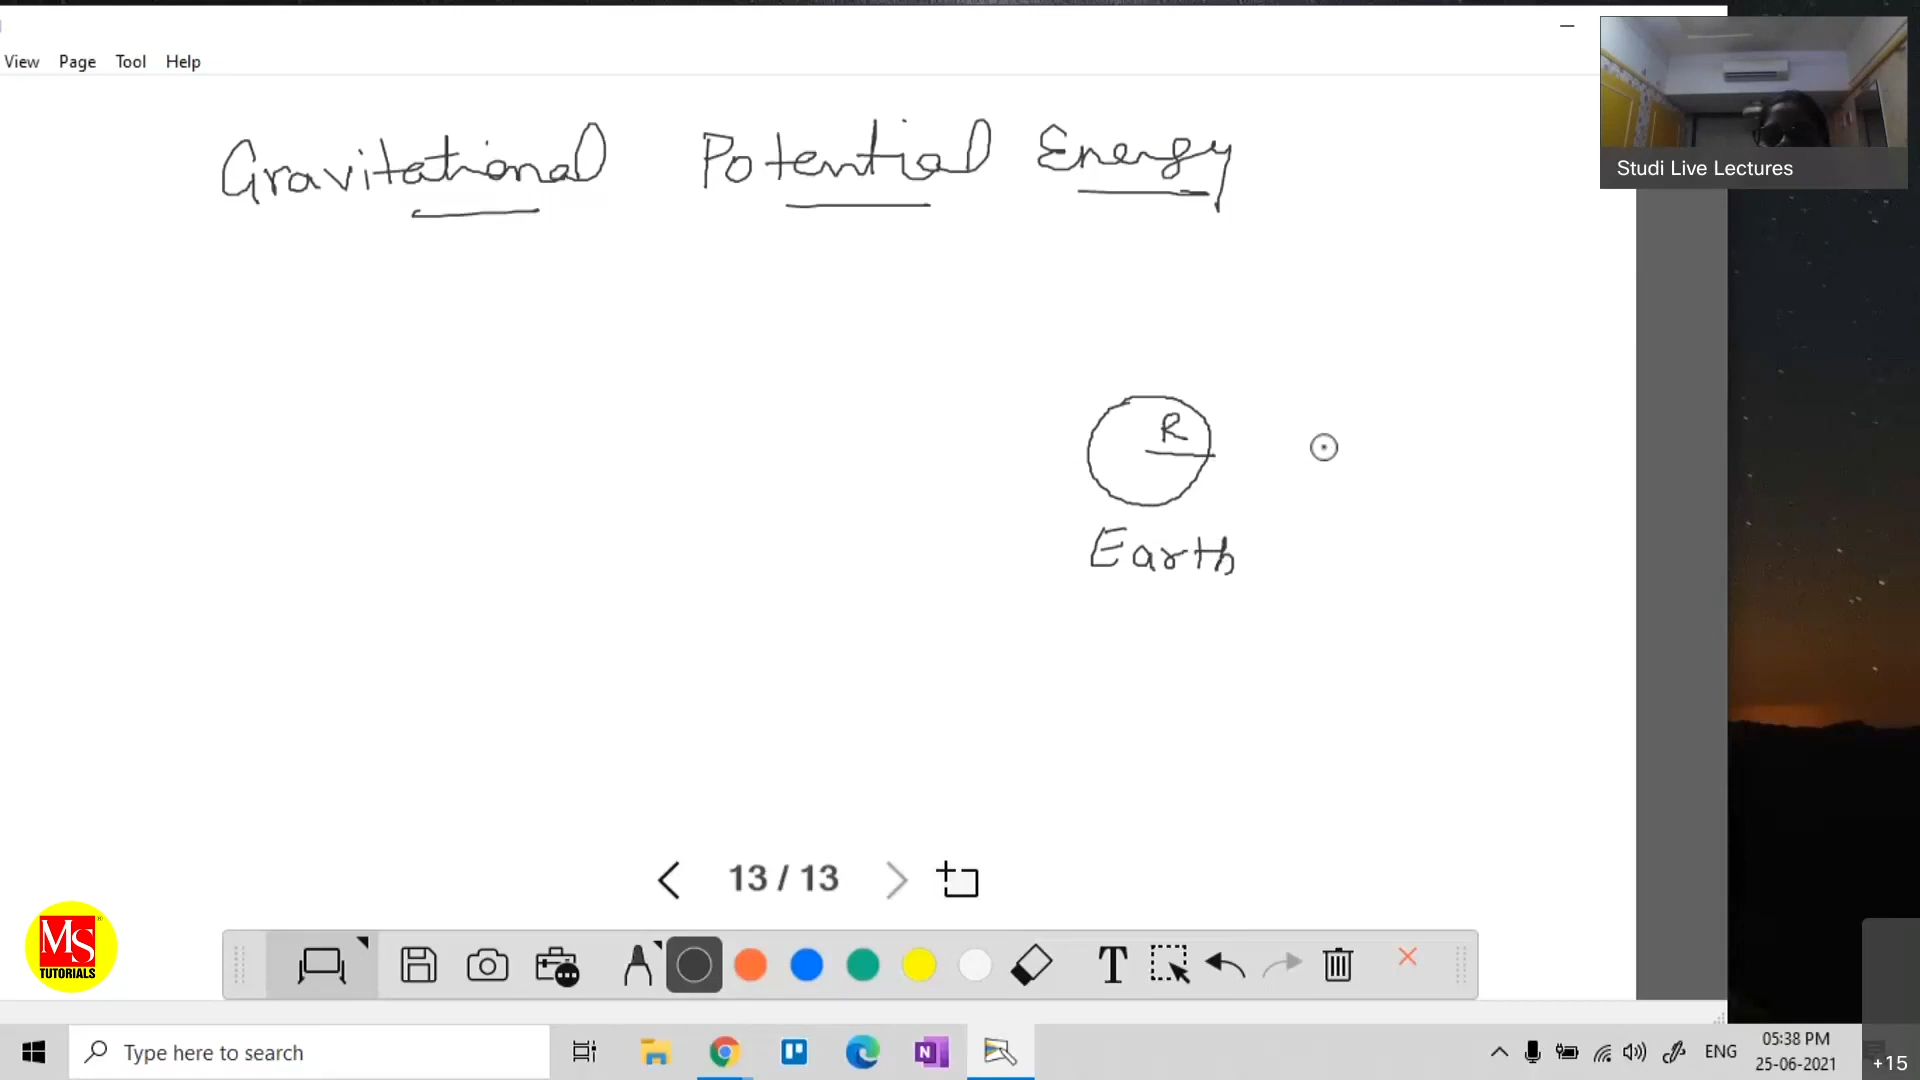 View Page Tool Help
Studi Live Lectures
Gravitational Potential Energy
R
Earth
13 / 13
MS
TUTORIALS
Type here to search
N
ENG
05:38 PM
25-06-2021
+15